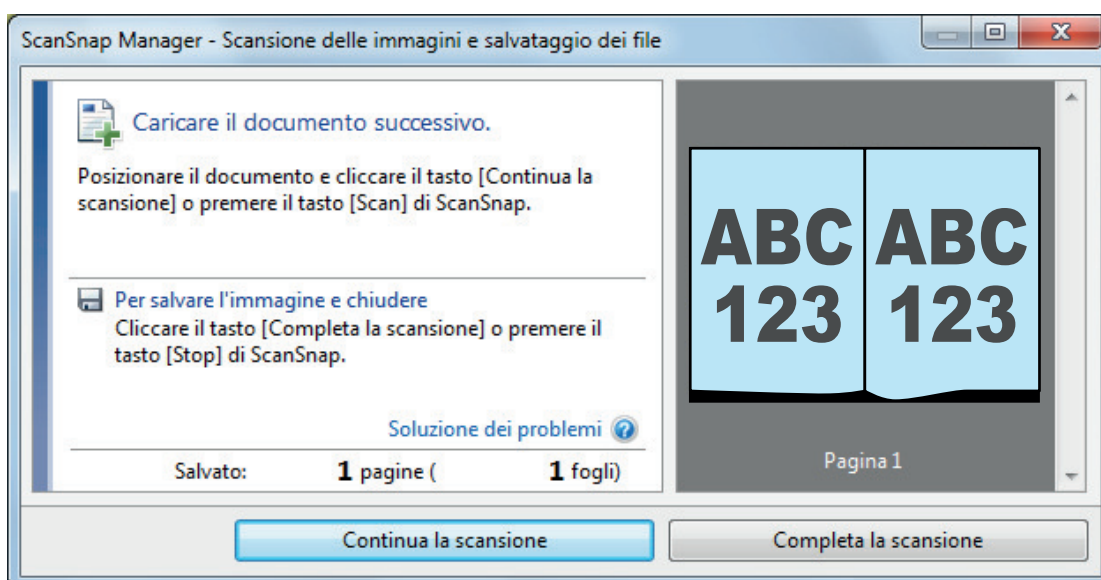 ScanSnap Manager - Scansione delle immagini e salvataggio dei file
Caricare il documento successivo.
Posizionare il documento e cliccare il tasto [Continua la
scansione] o premere il tasto [Scan] di ScanSnap.
Per salvare l'immagine e chiudere
Cliccare il tasto [Completa la scansione] o premere il
tasto [Stop] di ScanSnap.
Soluzione dei problemi
Salvato: 1 pagine ( 1 fogli)
ABC ABC
123 123
Pagina 1
Continua la scansione Completa la scansione